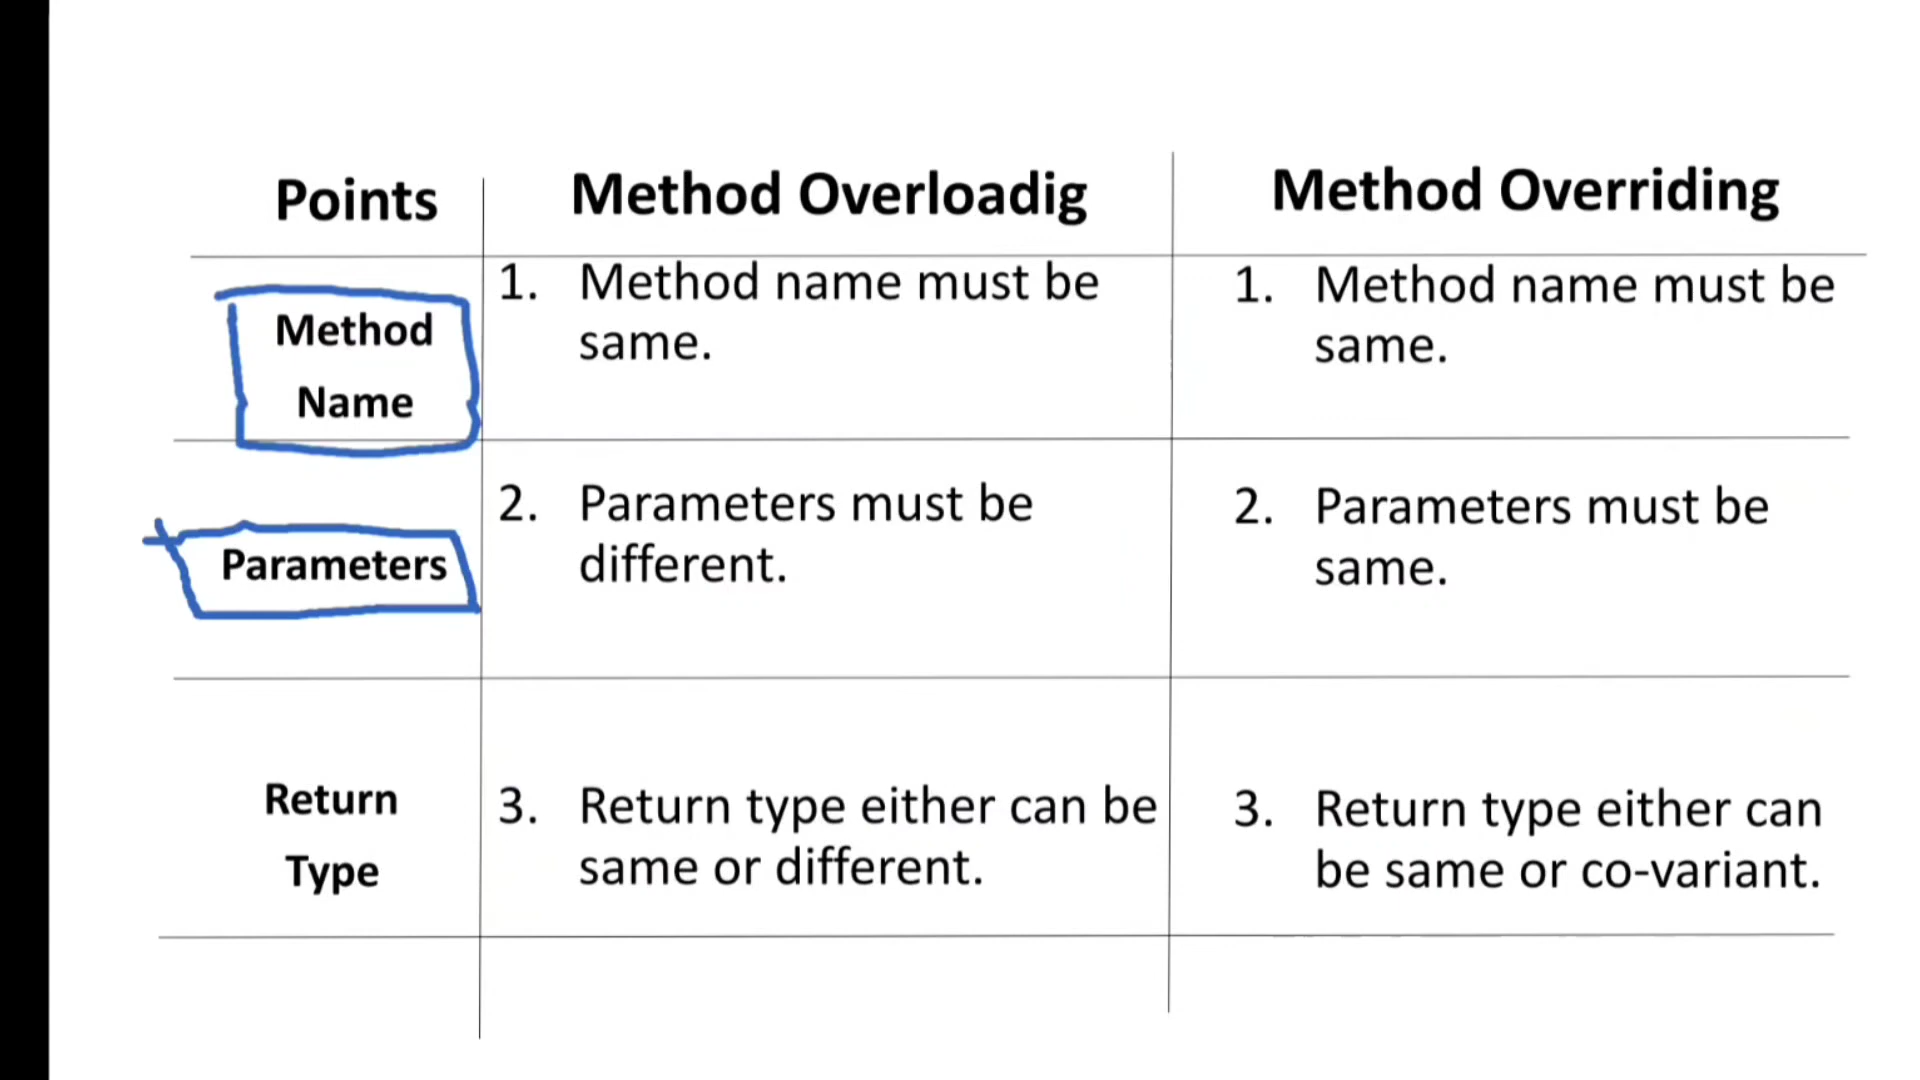 Points Method Overloadig Method Overriding
Method
Name
1. Method name must be
same.
1. Method name must be
same.
Parameters
2. Parameters must be
different.
2. Parameters must be
same.
Return
Type
3. Return type either can be
same or different.
3. Return type either can
be same or co-variant.